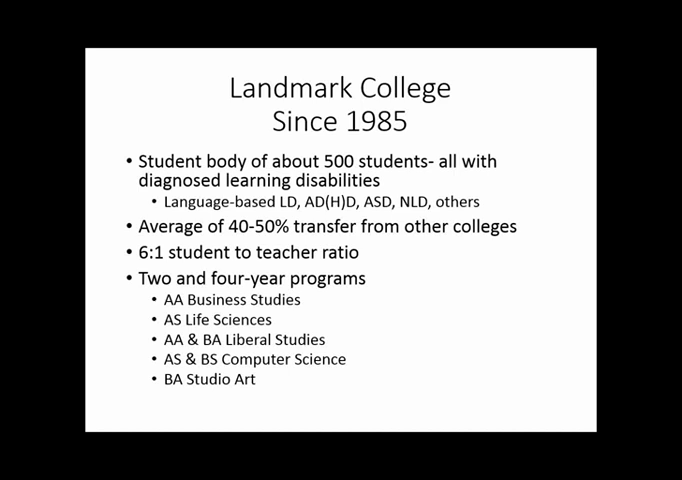 Landmark College
Since 1985
• Student body of about 500 students- all with
diagnosed learning disabilities
• Language-based LD, AD(H)D, ASD, NLD, others
• Average of 40-50% transfer from other colleges
• 6:1 student to teacher ratio
• Two and four-year programs
• AA Business Studies
• AS Life Sciences
• AA & BA Liberal Studies
• AS & BS Computer Science
• BA Studio Art